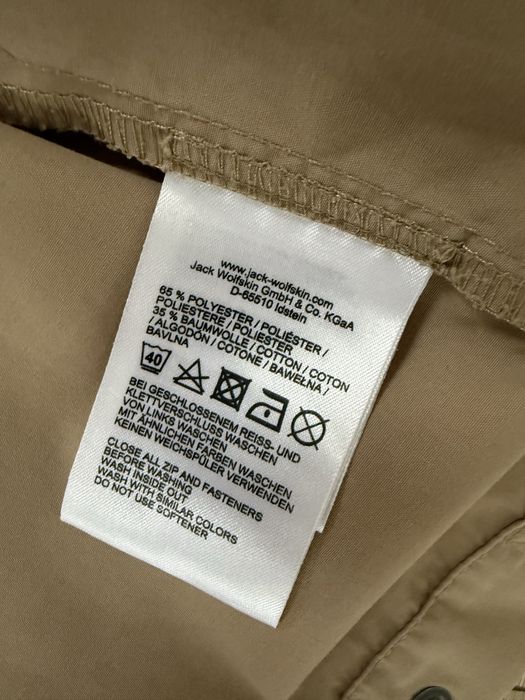 www.jack-wolfskin.com
Jack Wolfskin GmbH & Co. KGaA
D-65510 Idstein
65 % POLYESTER / POLIÉSTER /
POLIESTERE / POLIESTER
35 % BAUMWOLLE / COTTON / COTON
/ ALGODÓN / COTONE / BAWEŁNA /
BAVLNA
40
BEI GESCHLOSSENEM REISS- UND
KLETTVERSCHLUSS WASCHEN
VON LINKS WASCHEN
MIT ÄHNLICHEN FARBEN WASCHEN
KEINEN WEICHSPÜLER VERWENDEN
CLOSE ALL ZIP AND FASTENERS
BEFORE WASHING
WASH INSIDE OUT
WASH WITH SIMILAR COLORS
DO NOT USE SOFTENER